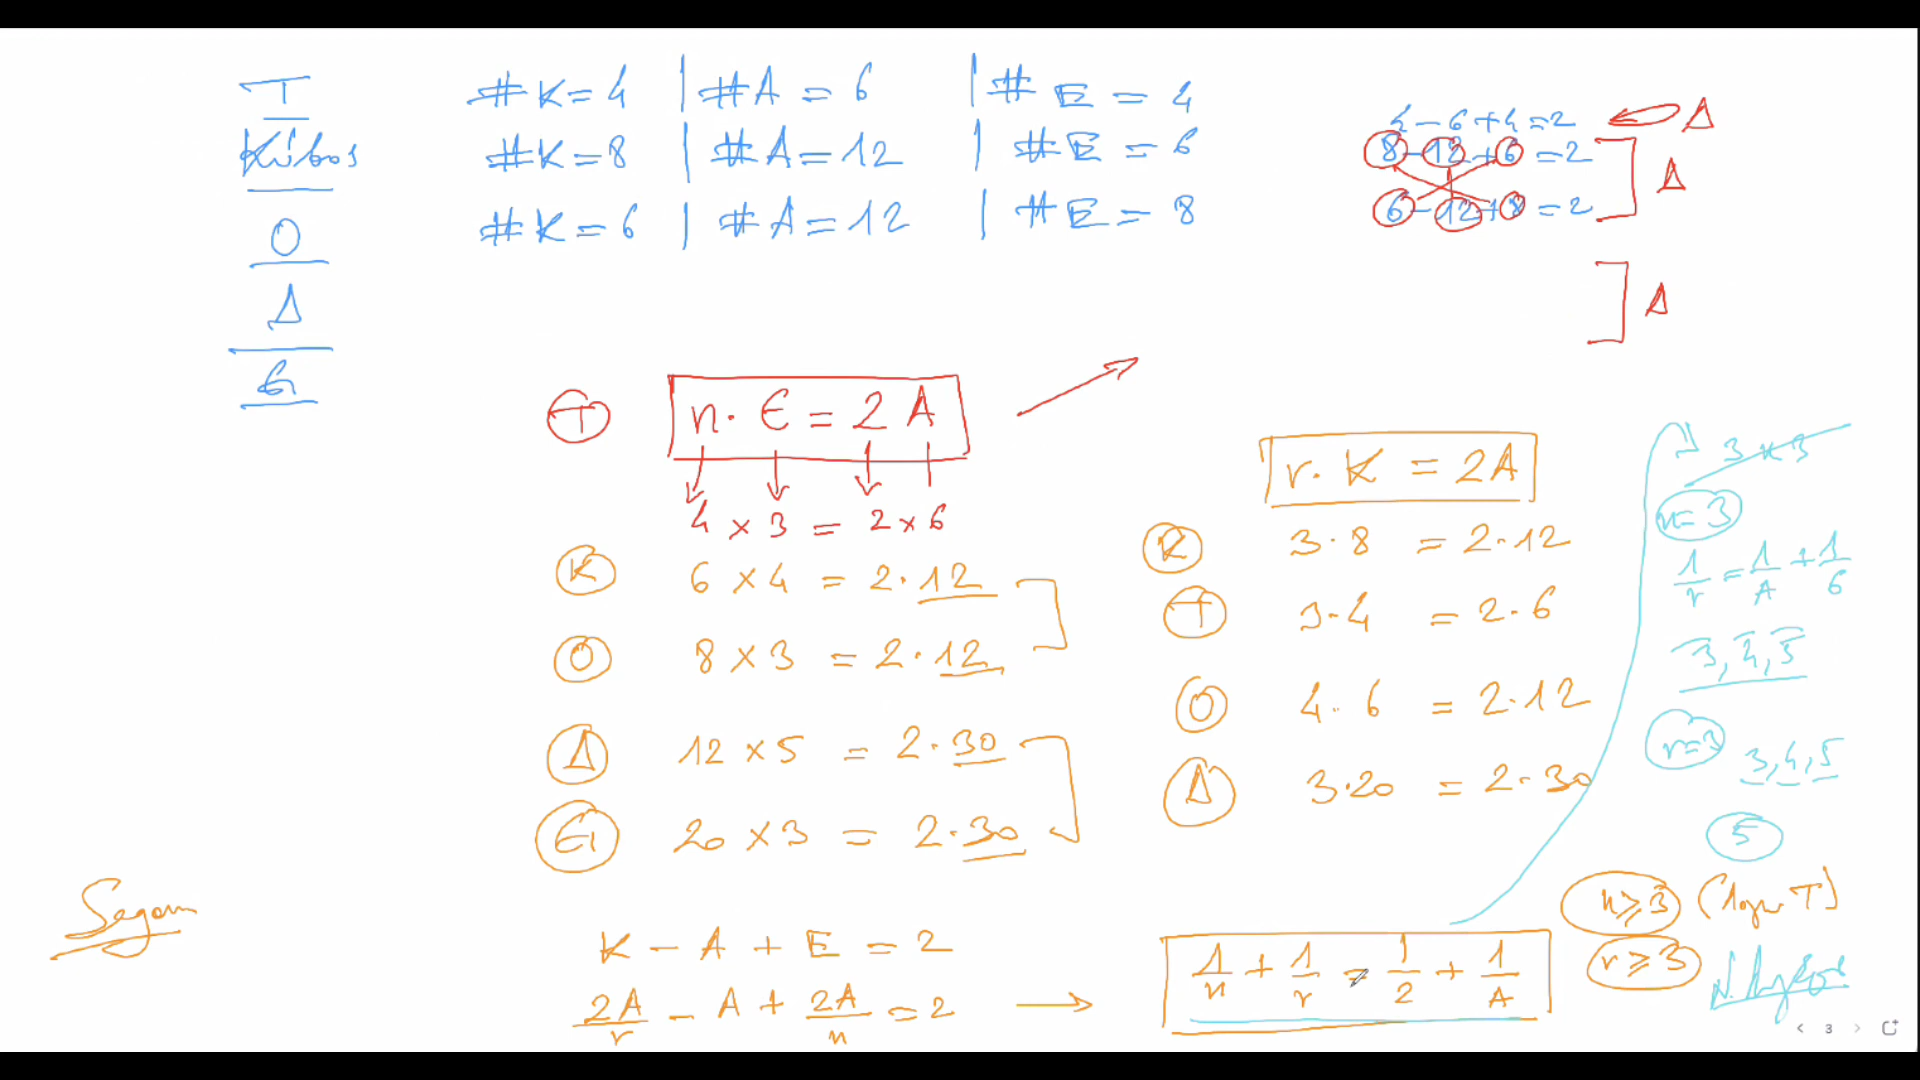 T #K=4 | #A = 6 | # E = 4
Κύβος #K=8 | #A=12 | #E = 6
O #K=6 | #A=12 | #E = 8
Δ
Ει
4-6+4=2 Δ
8-12+6=2
6-12+8=2 Δ
Δ
T n·E = 2A
4 × 3 = 2×6
K 6 × 4 = 2·12
O 8 × 3 = 2·12
Δ 12 × 5 = 2·30
Ει 20 × 3 = 2·30
r·K = 2A
K 3·8 = 2·12
T 3·4 = 2·6
O 4·6 = 2·12
Δ 3·20 = 2·30
3×3
n=3
1/r = 1/A + 1/6
3, 4, 5
r=3 3,4,5
5
K - A + E = 2
2A/r - A + 2A/n = 2 → 1/n + 1/r = 1/2 + 1/A
n≥3
r≥3
< 3 >